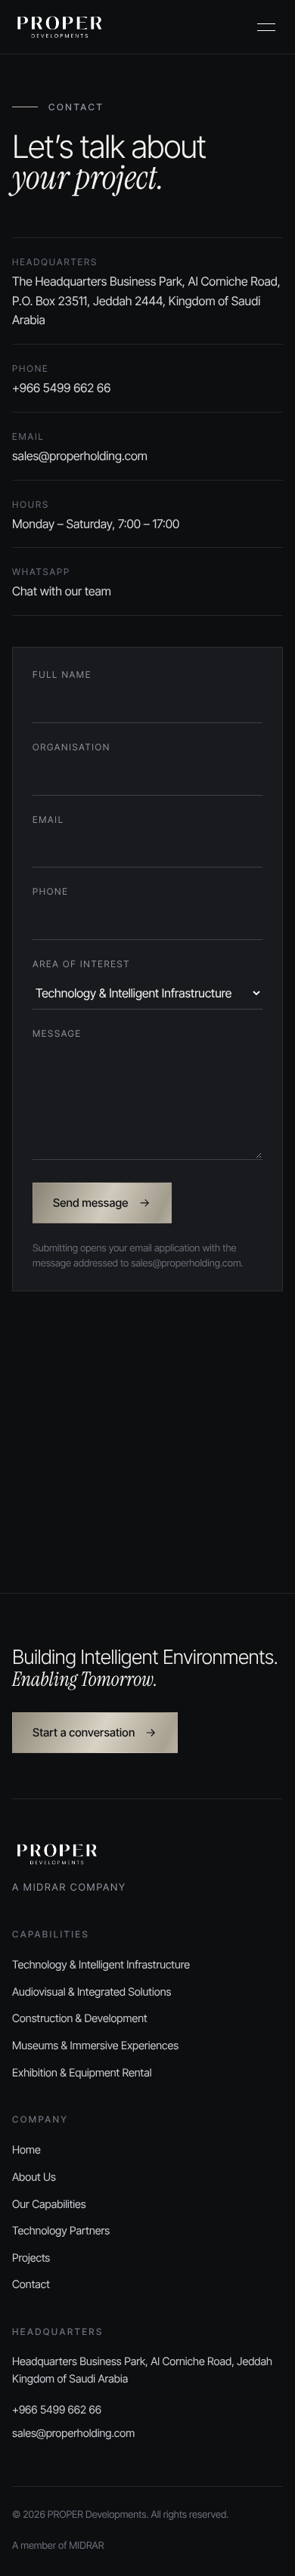 PROPER
DEVELOPMENTS
CONTACT
Let’s talk about
your project.
HEADQUARTERS
The Headquarters Business Park, Al Corniche Road,
P.O. Box 23511, Jeddah 2444, Kingdom of Saudi
Arabia
PHONE
+966 5499 662 66
EMAIL
sales@properholding.com
HOURS
Monday – Saturday, 7:00 – 17:00
WHATSAPP
Chat with our team
FULL NAME
ORGANISATION
EMAIL
PHONE
AREA OF INTEREST
Technology & Intelligent Infrastructure
MESSAGE
Send message →
Submitting opens your email application with the
message addressed to sales@properholding.com.
Building Intelligent Environments.
Enabling Tomorrow.
Start a conversation →
PROPER
DEVELOPMENTS
A MIDRAR COMPANY
CAPABILITIES
Technology & Intelligent Infrastructure
Audiovisual & Integrated Solutions
Construction & Development
Museums & Immersive Experiences
Exhibition & Equipment Rental
COMPANY
Home
About Us
Our Capabilities
Technology Partners
Projects
Contact
HEADQUARTERS
Headquarters Business Park, Al Corniche Road, Jeddah
Kingdom of Saudi Arabia
+966 5499 662 66
sales@properholding.com
© 2026 PROPER Developments. All rights reserved.
A member of MIDRAR